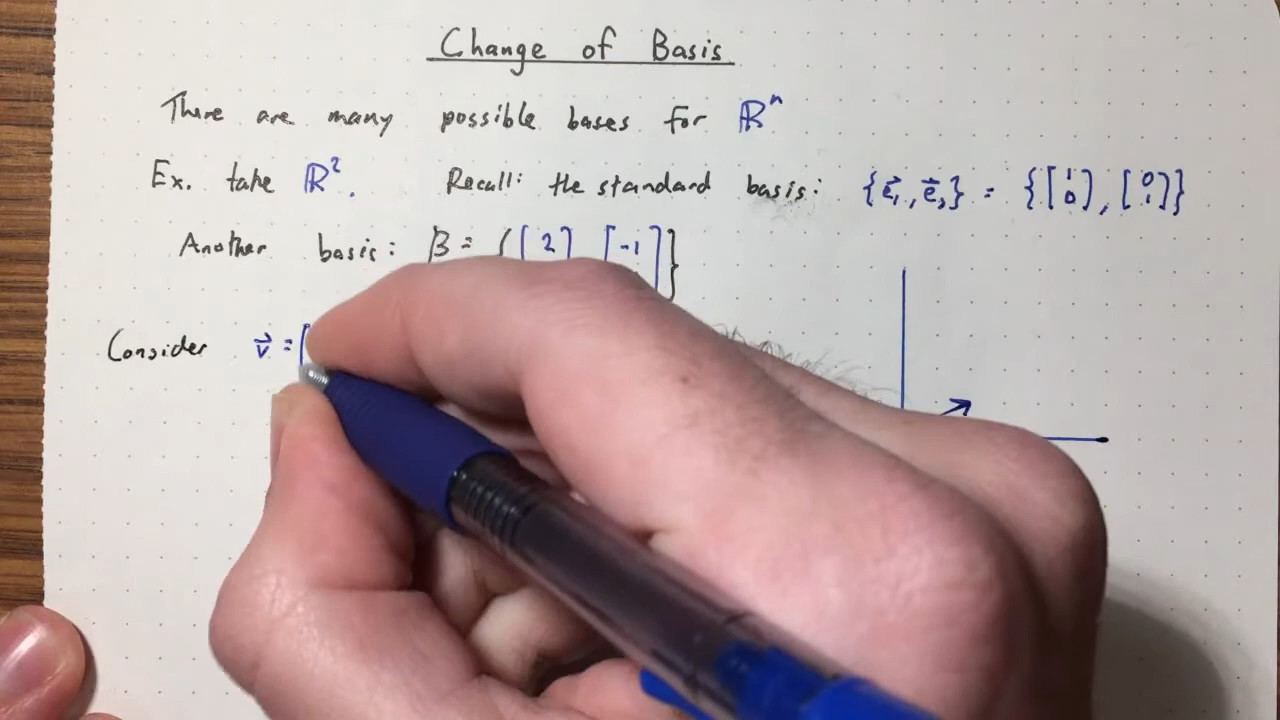 Change of Basis
There are many possible bases for ℝⁿ
Ex. take ℝ². Recall: the standard basis: {e⃗₁, e⃗₂} = {[1 0], [0 1]}
Another basis: β = {[2 ], [-1 ]}
Consider v⃗ = [